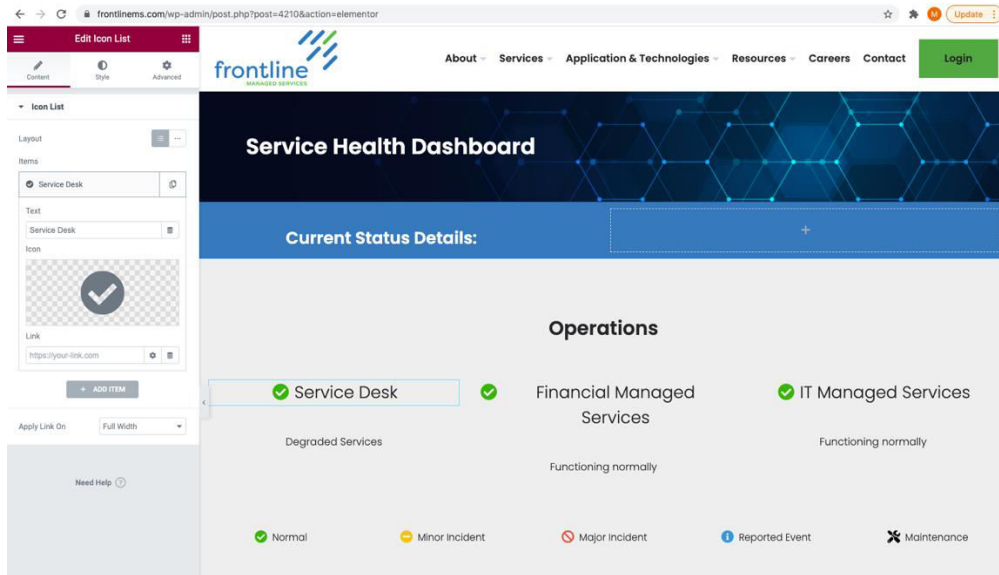 frontlinems.com/wp-admin/post.php?post=4210&action=elementor
M
Update
Edit Icon List
Content
Style
Advanced
Icon List
Layout
Items
Service Desk
Text
Service Desk
Icon
Link
https://your-link.com
+ ADD ITEM
Apply Link On
Full Width
Need Help ?
frontline
MANAGED SERVICES
About
Services
Application & Technologies
Resources
Careers
Contact
Login
Service Health Dashboard
Current Status Details:
+
Operations
Service Desk
Degraded Services
Financial Managed
Services
Functioning normally
IT Managed Services
Functioning normally
Normal
Minor Incident
Major Incident
Reported Event
Maintenance